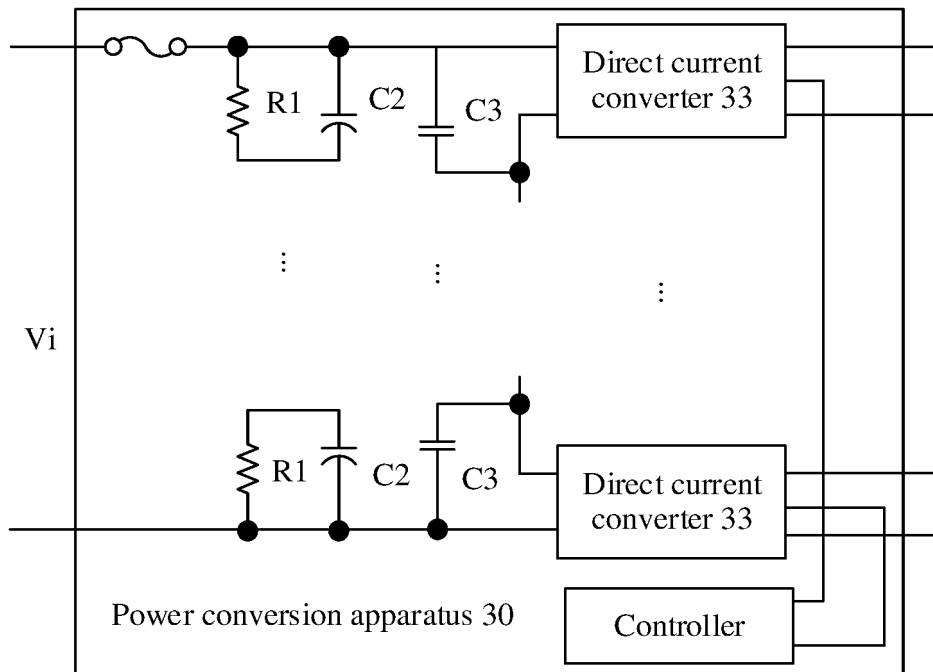 Direct current
converter 33
R1
C2
C3
...
...
...
Vi
R1
C2
C3
Direct current
converter 33
Power conversion apparatus 30
Controller